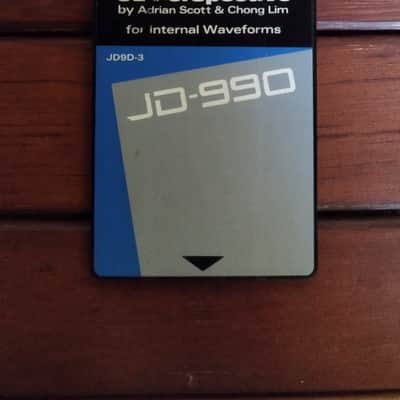 by Adrian Scott & Chong Lim
for Internal Waveforms
JD9D-3
JD-990